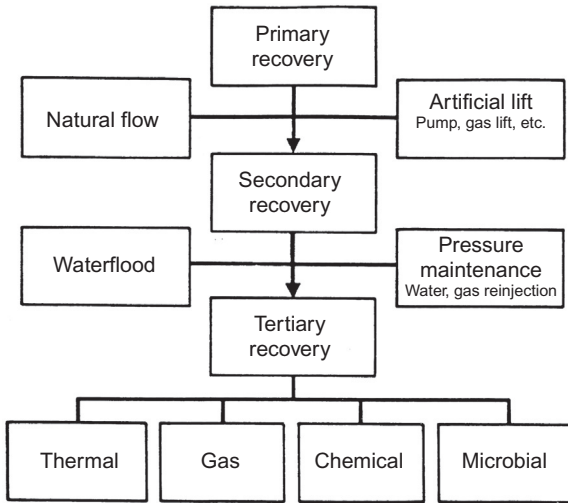 Primary
recovery
Natural flow
Artificial lift
Pump, gas lift, etc.
Secondary
recovery
Waterflood
Pressure
maintenance
Water, gas reinjection
Tertiary
recovery
Thermal
Gas
Chemical
Microbial